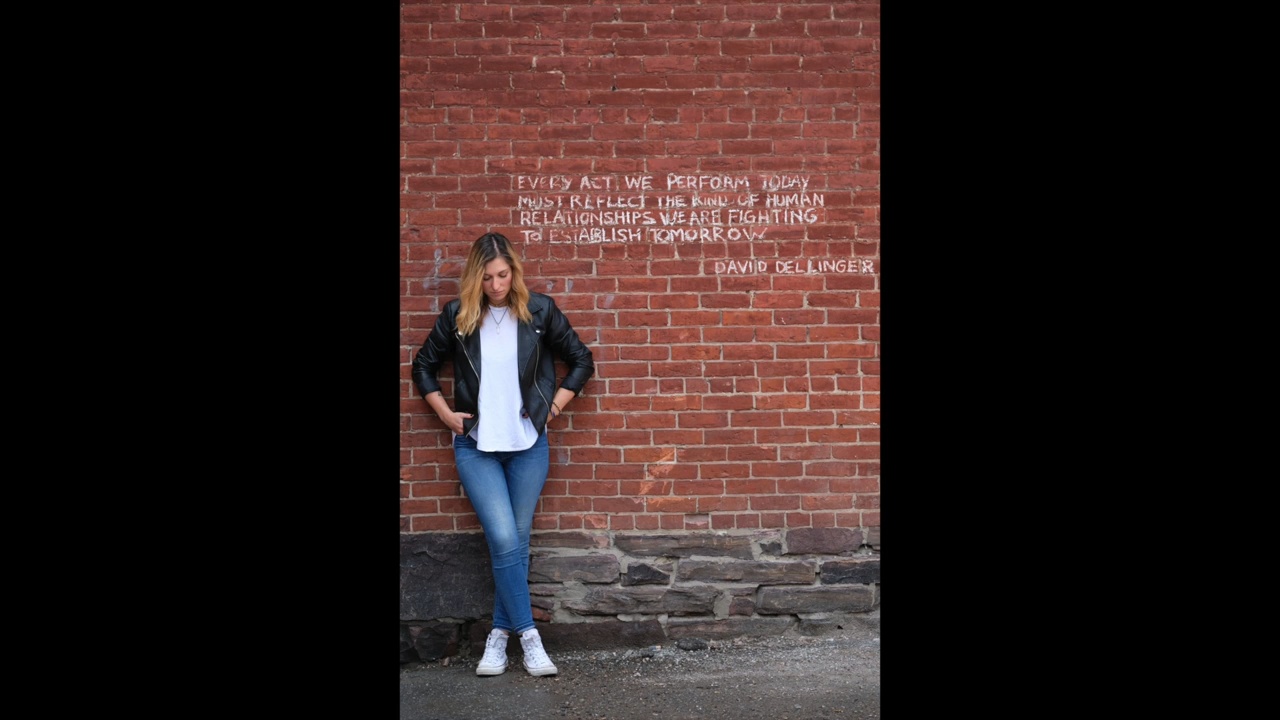 EVERY ACT WE PERFORM TODAY
MUST REFLECT THE KIND OF HUMAN
RELATIONSHIPS WE ARE FIGHTING
TO ESTABLISH TOMORROW
DAVID DELLINGER